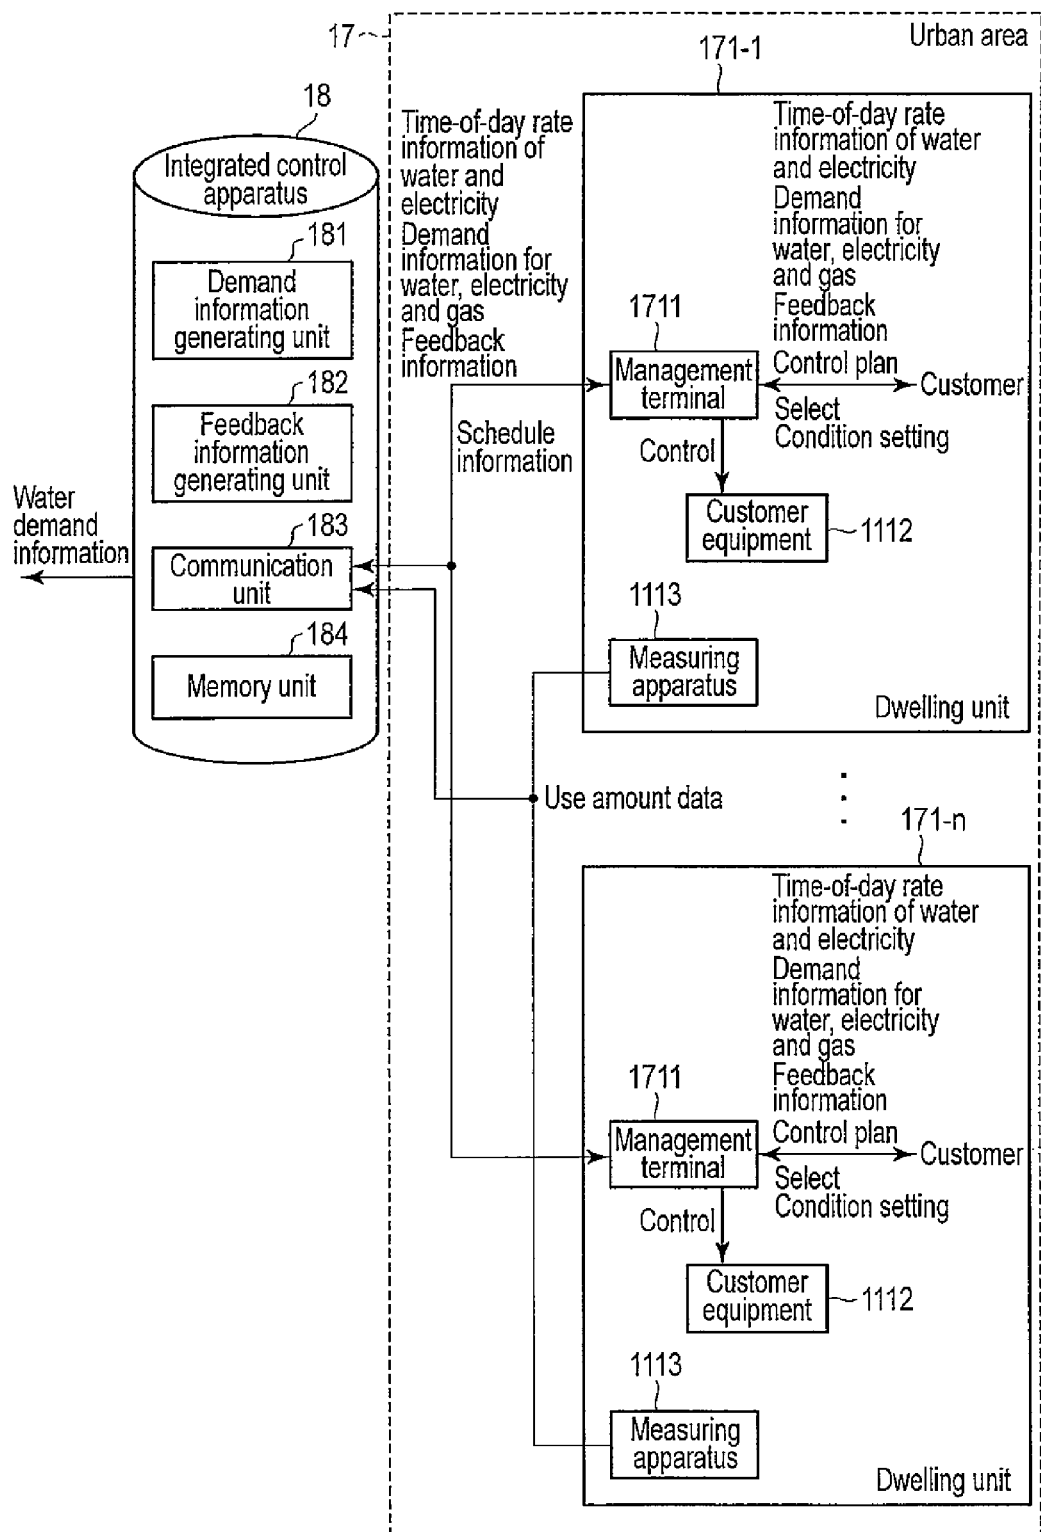 17
Urban area
171-1
18
Integrated control
apparatus
181
Demand
information
generating unit
182
Feedback
information
generating unit
183
Communication
unit
184
Memory unit
Water
demand
information
Time-of-day rate
information of
water and
electricity
Demand
information for
water, electricity
and gas
Feedback
information
Schedule
information
Time-of-day rate
information of water
and electricity
Demand
information for
water, electricity
and gas
Feedback
information
1711
Management
terminal
Control plan
Customer
Select
Condition setting
Control
Customer
equipment
1112
1113
Measuring
apparatus
Dwelling unit
Use amount data
171-n
Time-of-day rate
information of water
and electricity
Demand
information for
water, electricity
and gas
Feedback
information
1711
Management
terminal
Control plan
Customer
Select
Condition setting
Control
Customer
equipment
1112
1113
Measuring
apparatus
Dwelling unit